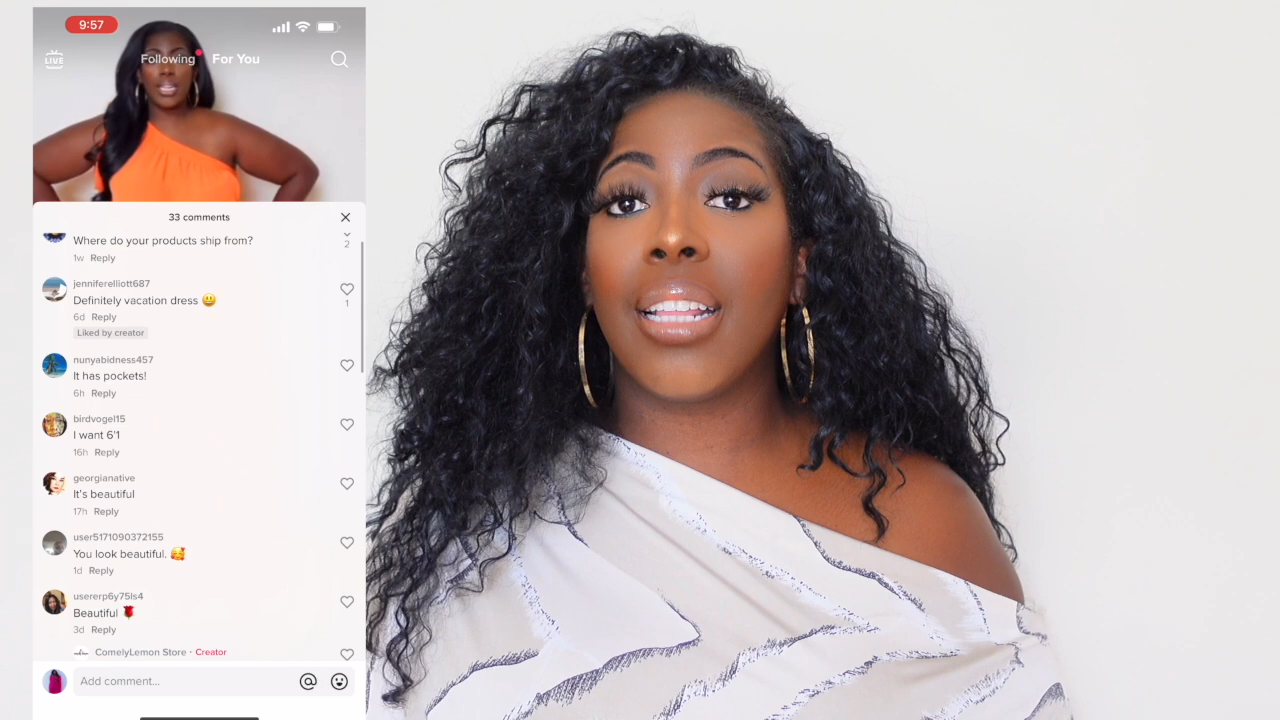 9:57
LIVE
Following
For You
33 comments
Where do your products ship from?
2
1w Reply
jenniferelliott687
Definitely vacation dress 😃
1
6d Reply
Liked by creator
nunyabidness457
It has pockets!
6h Reply
birdvogel15
I want 6'1
16h Reply
georgianative
It's beautiful
17h Reply
user5171090372155
You look beautiful. 🥰
1d Reply
usererp6y75ls4
Beautiful 🌹
3d Reply
ComelyLemon Store · Creator
Add comment...